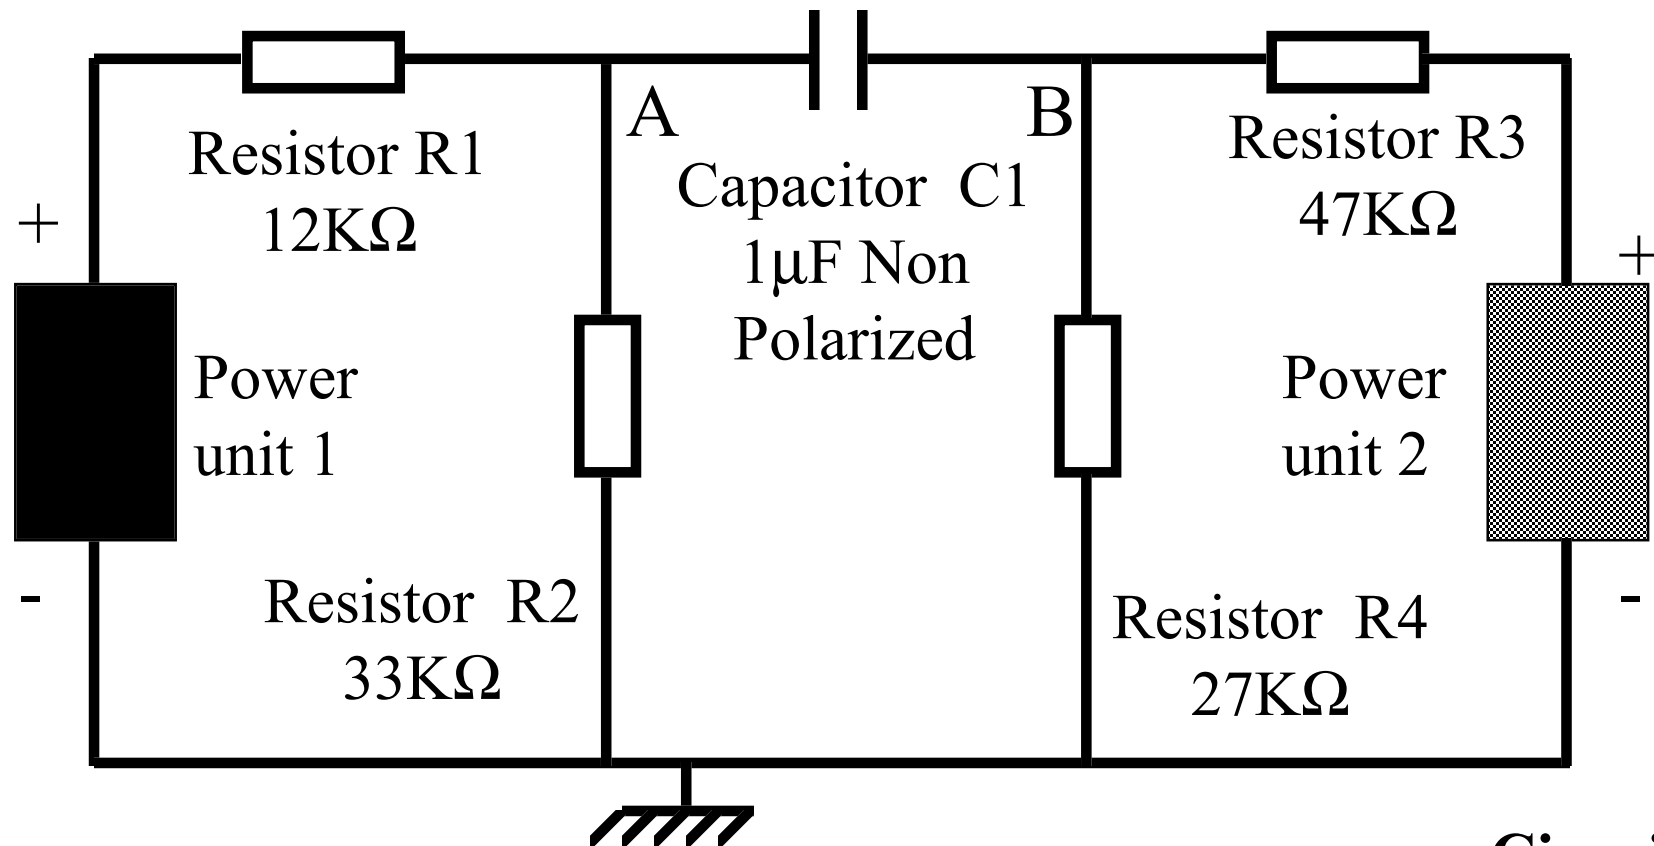 A
B
Resistor R1
12KΩ
Capacitor C1
1μF Non
Polarized
Resistor R3
47KΩ
+
+
Power
unit 1
Power
unit 2
-
-
Resistor R2
33KΩ
Resistor R4
27KΩ